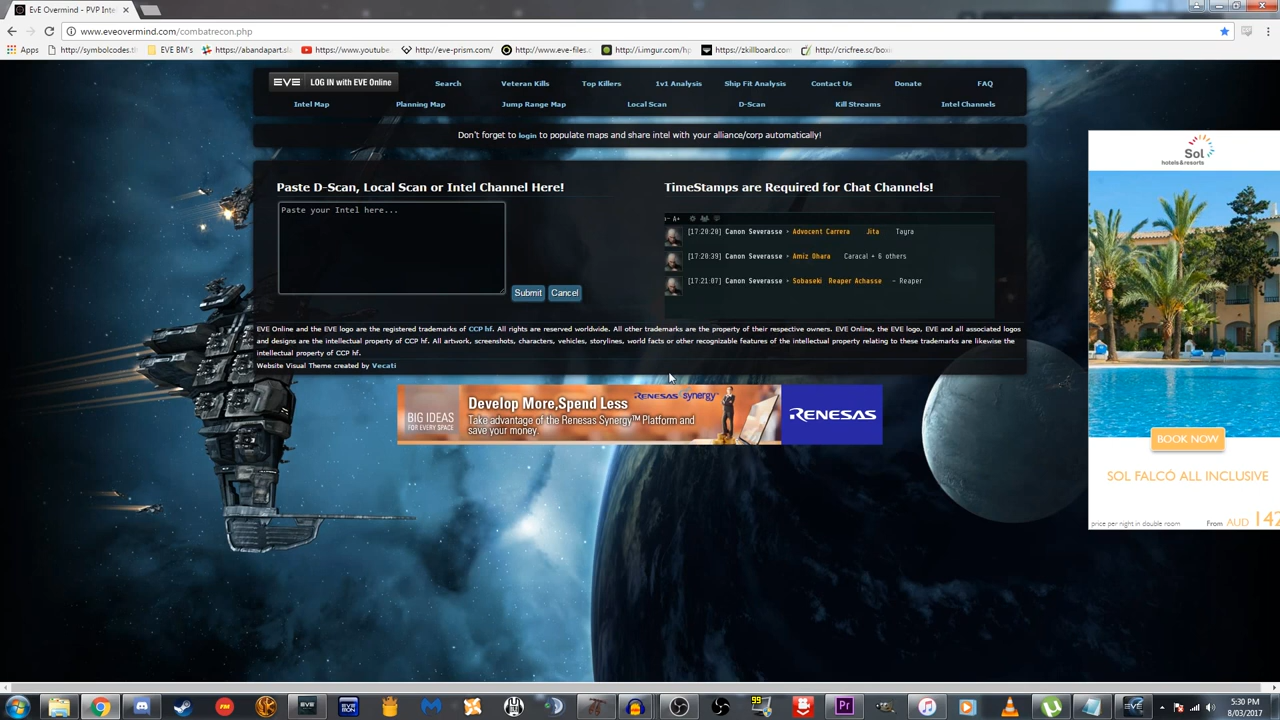 EvE Overmind - PVP Inte
www.eveovermind.com/combatrecon.php
Apps
http://symbolcodes.tl
EVE BM's
https://abandapart.sl
https://www.youtube.
http://eve-prism.com/
http://www.eve-files.c
http://i.imgur.com/hp
https://zkillboard.com
http://cricfree.sc/box
EVE LOG IN with EVE Online
Search
Veteran Kills
Top Killers
1v1 Analysis
Ship Fit Analysis
Contact Us
Donate
FAQ
Intel Map
Planning Map
Jump Range Map
Local Scan
D-Scan
Kill Streams
Intel Channels
Don't forget to login to populate maps and share intel with your alliance/corp automatically!
Paste D-Scan, Local Scan or Intel Channel Here!
Paste your Intel here...
Submit
Cancel
TimeStamps are Required for Chat Channels!
A+
[17:20:20] Canon Severasse > Advocent Carrera Jita Tayra
[17:20:39] Canon Severasse > Amiz Ohara Caracal + 6 others
[17:21:07] Canon Severasse > Sobaseki Reaper Achasse - Reaper
EVE Online and the EVE logo are the registered trademarks of CCP hf. All rights are reserved worldwide. All other trademarks are the property of their respective owners. EVE Online, the EVE logo, EVE and all associated logos
and designs are the intellectual property of CCP hf. All artwork, screenshots, characters, vehicles, storylines, world facts or other recognizable features of the intellectual property relating to these trademarks are likewise the
intellectual property of CCP hf.
Website Visual Theme created by Vecati
BIG IDEAS
FOR EVERY SPACE
Develop More,Spend Less
Take advantage of the Renesas Synergy™ Platform and
save your money.
RENESAS synergy™
RENESAS
Sol
hotels&resorts
BOOK NOW
SOL FALCÓ ALL INCLUSIVE
price per night in double room
From AUD 142
99
Pr
5:30 PM
8/03/2017